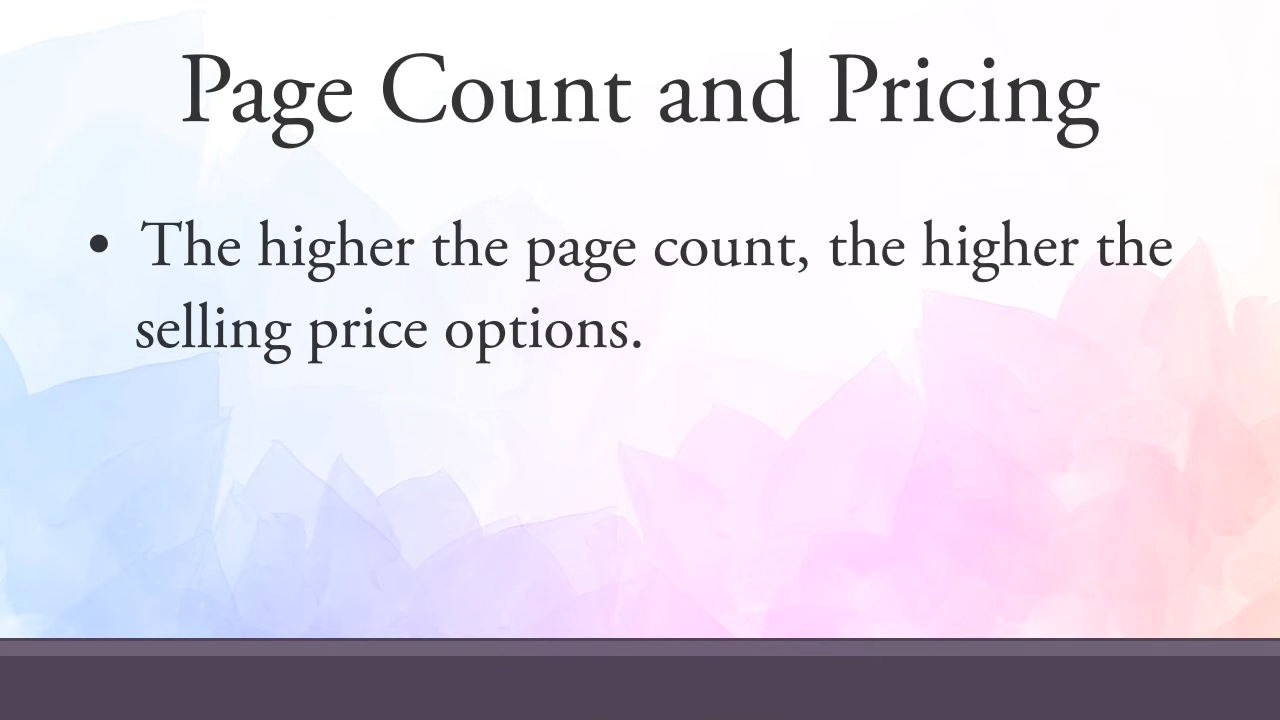 Page Count and Pricing
• The higher the page count, the higher the
selling price options.